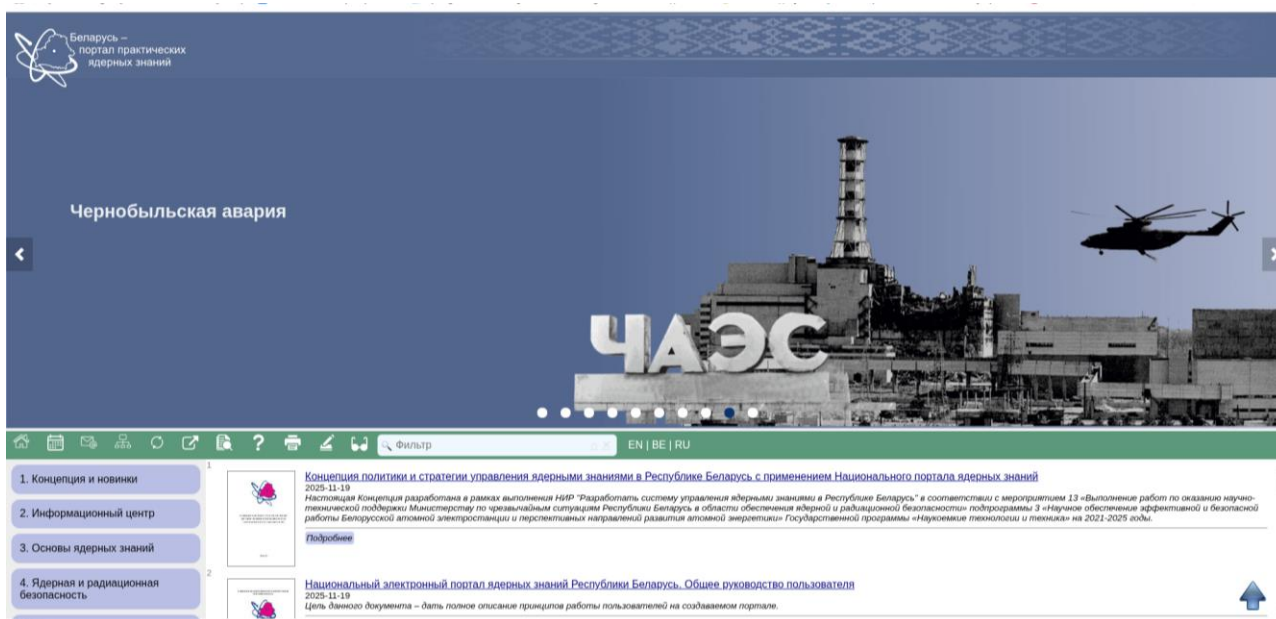 Беларусь –
портал практических
ядерных знаний
Чернобыльская авария
ЧАЭС
Фильтр
EN | BE | RU
1. Концепция и новинки
2. Информационный центр
3. Основы ядерных знаний
4. Ядерная и радиационная
безопасность
1
Концепция политики и стратегии управления ядерными знаниями в Республике Беларусь с применением Национального портала ядерных знаний
2025-11-19
Настоящая Концепция разработана в рамках выполнения НИР "Разработать систему управления ядерными знаниями в Республике Беларусь" в соответствии с мероприятием 13 «Выполнение работ по оказанию научно-
технической поддержки Министерству по чрезвычайным ситуациям Республики Беларусь в области обеспечения ядерной и радиационной безопасности» подпрограммы 3 «Научное обеспечение эффективной и безопасной
работы Белорусской атомной электростанции и перспективных направлений развития атомной энергетики» Государственной программы «Наукоемкие технологии и техника» на 2021-2025 годы.
Подробнее
2
Национальный электронный портал ядерных знаний Республики Беларусь. Общее руководство пользователя
2025-11-19
Цель данного документа – дать полное описание принципов работы пользователей на создаваемом портале.